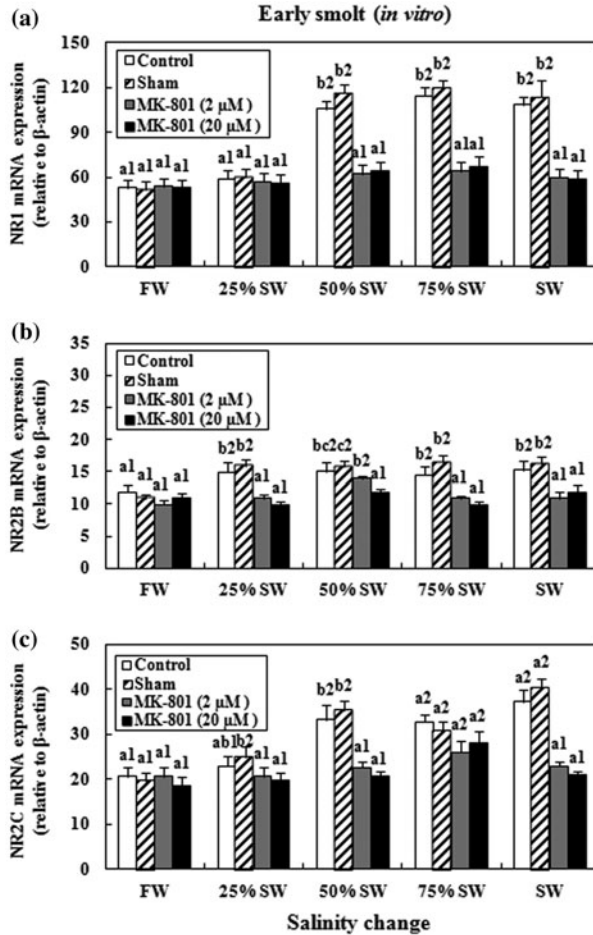 (a) Early smolt (in vitro)
NR1 mRNA expression
(relative to β-actin)
150
120
90
60
30
0
Control
Sham
MK-801 (2 μM)
MK-801 (20 μM )
a1 a1 a1 a1
a1 a1 a1 a1
b2 b2 a1 a1
b2 b2 a1 a1
b2 b2 a1 a1
FW 25% SW 50% SW 75% SW SW
(b)
NR2B mRNA expression
(relative to β-actin)
35
30
25
20
15
10
5
0
Control
Sham
MK-801 (2 μM )
MK-801 (20 μM )
a1 a1 a1 a1
b2 b2 a1 a1
bc2 c2 b2 a1
b2 b2 a1 a1
b2 b2 a1 a1
FW 25% SW 50% SW 75% SW SW
(c)
NR2C mRNA expression
(relative to β-actin)
50
40
30
20
10
0
Control
Sham
MK-801 (2 μM )
MK-801 (20 μM )
a1 a1 a1 a1
ab1 b2 a1 a1
b2 b2 a1 a1
a2 a2 a2 a2
a2 a2 a1 a1
FW 25% SW 50% SW 75% SW SW
Salinity change